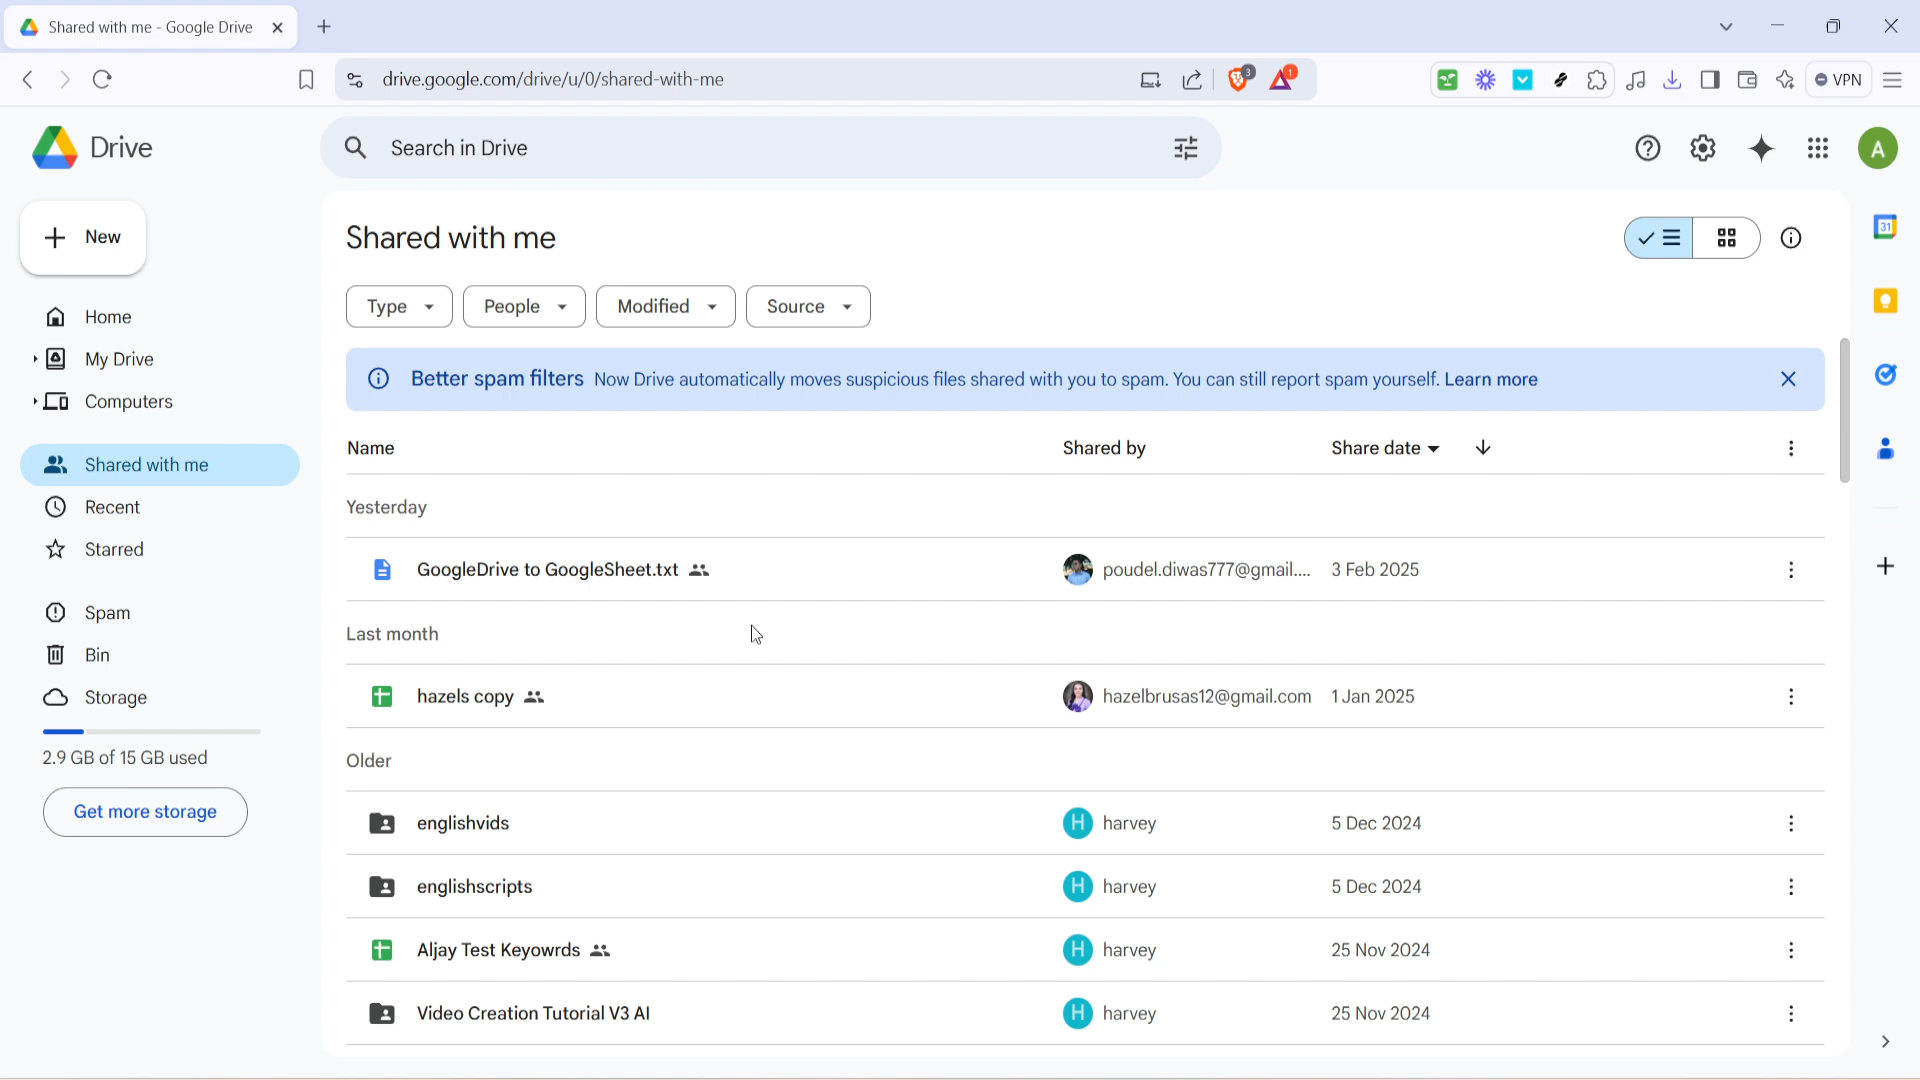 Shared with me - Google Drive
drive.google.com/drive/u/0/shared-with-me
3
1
VPN
Drive
Search in Drive
A
New
Shared with me
31
Home
My Drive
Computers
Type
People
Modified
Source
Better spam filters Now Drive automatically moves suspicious files shared with you to spam. You can still report spam yourself. Learn more
Name Shared by Share date
Shared with me
Recent
Starred
Spam
Bin
Storage
2.9 GB of 15 GB used
Get more storage
Yesterday
GoogleDrive to GoogleSheet.txt poudel.diwas777@gmail.... 3 Feb 2025
Last month
hazels copy hazelbrusas12@gmail.com 1 Jan 2025
Older
englishvids H harvey 5 Dec 2024
englishscripts H harvey 5 Dec 2024
Aljay Test Keyowrds H harvey 25 Nov 2024
Video Creation Tutorial V3 AI H harvey 25 Nov 2024